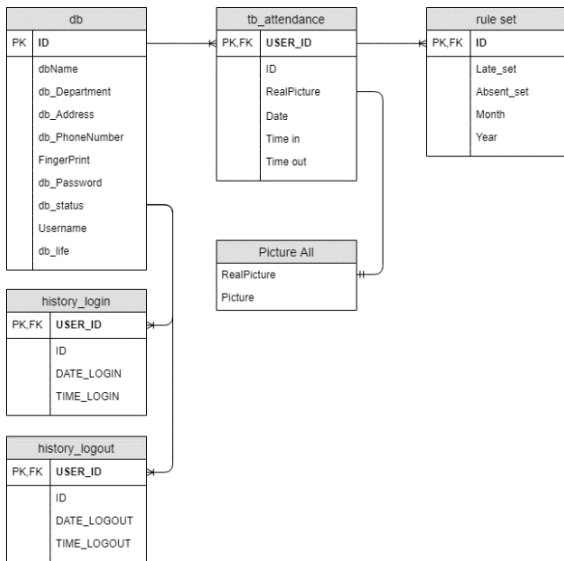 db
PK ID
dbName
db_Department
db_Address
db_PhoneNumber
FingerPrint
db_Password
db_status
Username
db_life
tb_attendance
PK,FK USER_ID
ID
RealPicture
Date
Time in
Time out
rule set
PK,FK ID
Late_set
Absent_set
Month
Year
Picture All
RealPicture
Picture
history_login
PK,FK USER_ID
ID
DATE_LOGIN
TIME_LOGIN
history_logout
PK,FK USER_ID
ID
DATE_LOGOUT
TIME_LOGOUT